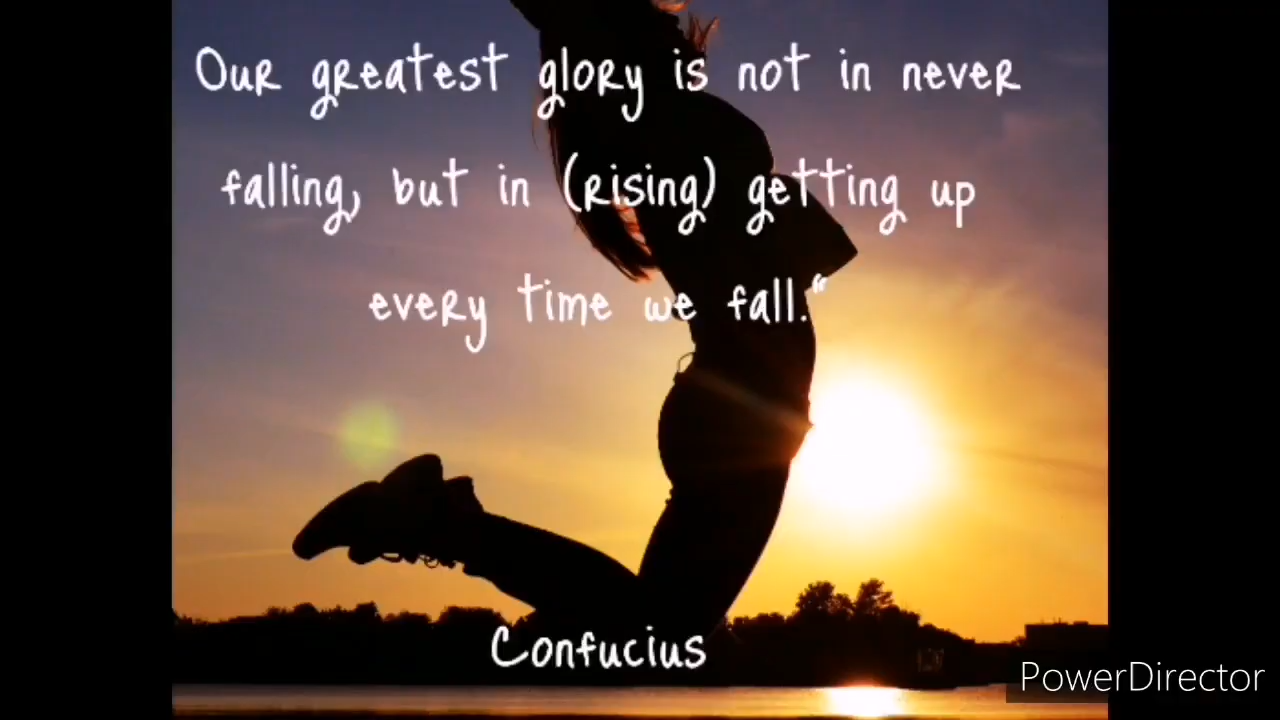 Our greatest glory is not in never
falling, but in (rising) getting up
every time we fall.“
Confucius
PowerDirector